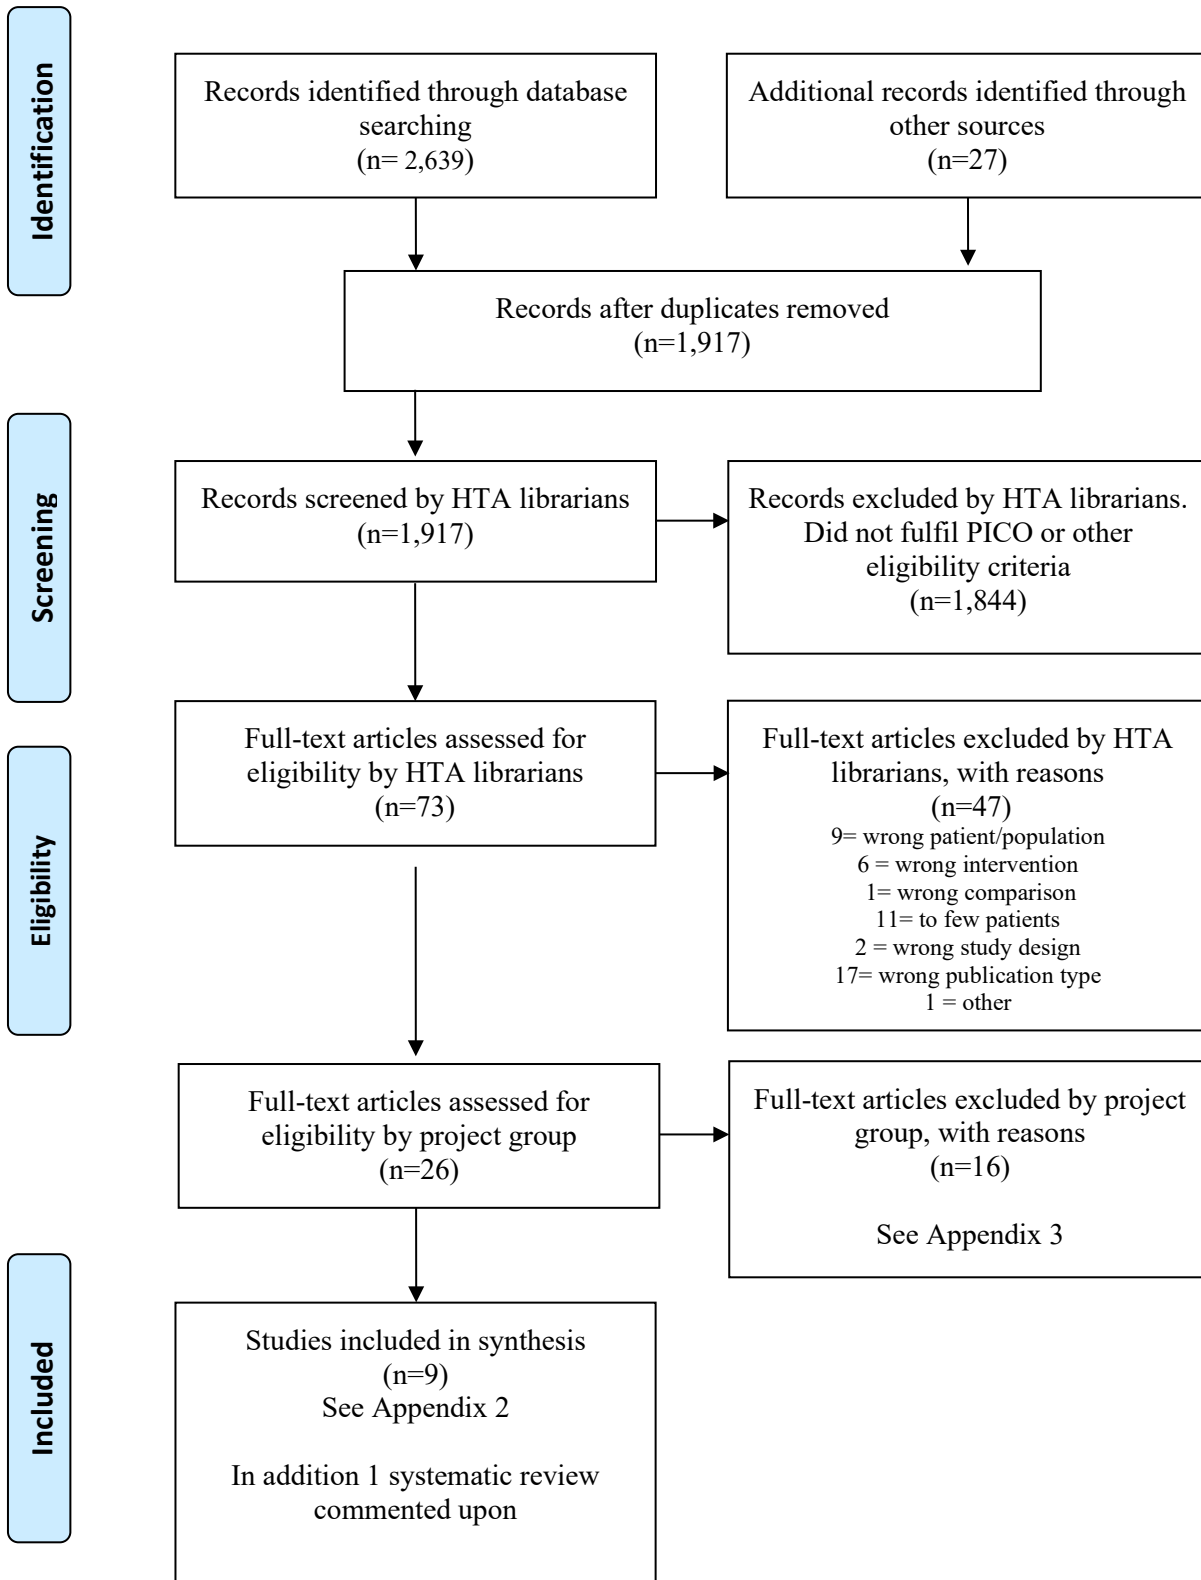 Identification
Records identified through database
searching
(n= 2,639)
Additional records identified through
other sources
(n=27)
Records after duplicates removed
(n=1,917)
Screening
Records screened by HTA librarians
(n=1,917)
Records excluded by HTA librarians.
Did not fulfil PICO or other
eligibility criteria
(n=1,844)
Eligibility
Full-text articles assessed for
eligibility by HTA librarians
(n=73)
Full-text articles excluded by HTA
librarians, with reasons
(n=47)
9= wrong patient/population
6 = wrong intervention
1= wrong comparison
11= to few patients
2 = wrong study design
17= wrong publication type
1 = other
Full-text articles assessed for
eligibility by project group
(n=26)
Full-text articles excluded by project
group, with reasons
(n=16)
See Appendix 3
Included
Studies included in synthesis
(n=9)
See Appendix 2
In addition 1 systematic review
commented upon